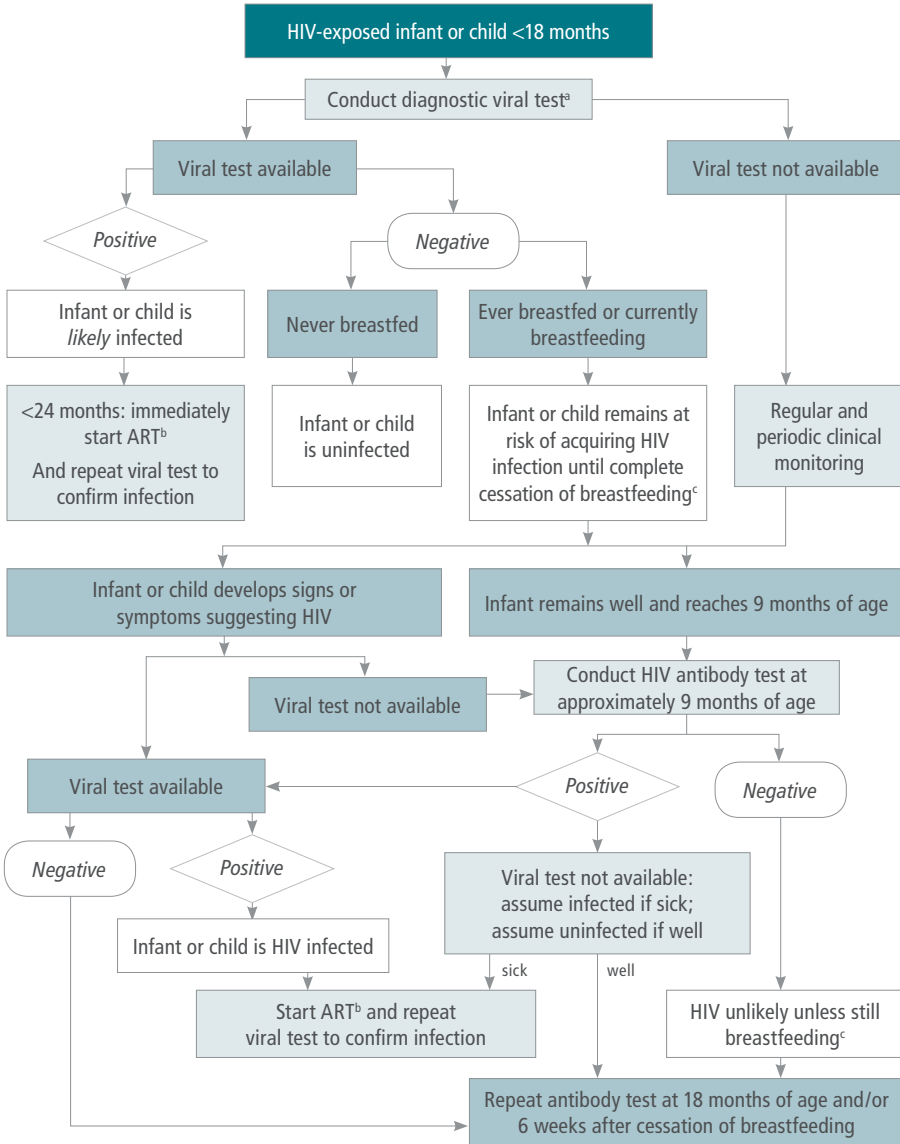 HIV-exposed infant or child <18 months
Conduct diagnostic viral testᵃ
Viral test available
Viral test not available
Positive
Negative
Infant or child is
likely infected
Never breastfed
Ever breastfed or currently
breastfeeding
<24 months: immediately
start ARTᵇ
And repeat viral test to
confirm infection
Infant or child
is uninfected
Infant or child remains at
risk of acquiring HIV
infection until complete
cessation of breastfeedingᶜ
Regular and
periodic clinical
monitoring
Infant or child develops signs or
symptoms suggesting HIV
Infant remains well and reaches 9 months of age
Viral test not available
Conduct HIV antibody test at
approximately 9 months of age
Viral test available
Positive
Negative
Negative
Positive
Viral test not available:
assume infected if sick;
assume uninfected if well
Infant or child is HIV infected
sick
well
Start ARTᵇ and repeat
viral test to confirm infection
HIV unlikely unless still
breastfeedingᶜ
Repeat antibody test at 18 months of age and/or
6 weeks after cessation of breastfeeding